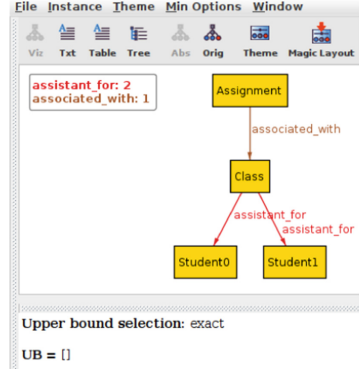 File Instance Theme Min Options Window
Viz Txt Table Tree Abs Orig Theme Magic Layout
assistant_for: 2
associated_with: 1
Assignment
associated_with
Class
assistant_for
assistant_for
Student0 Student1
Upper bound selection: exact
UB = []